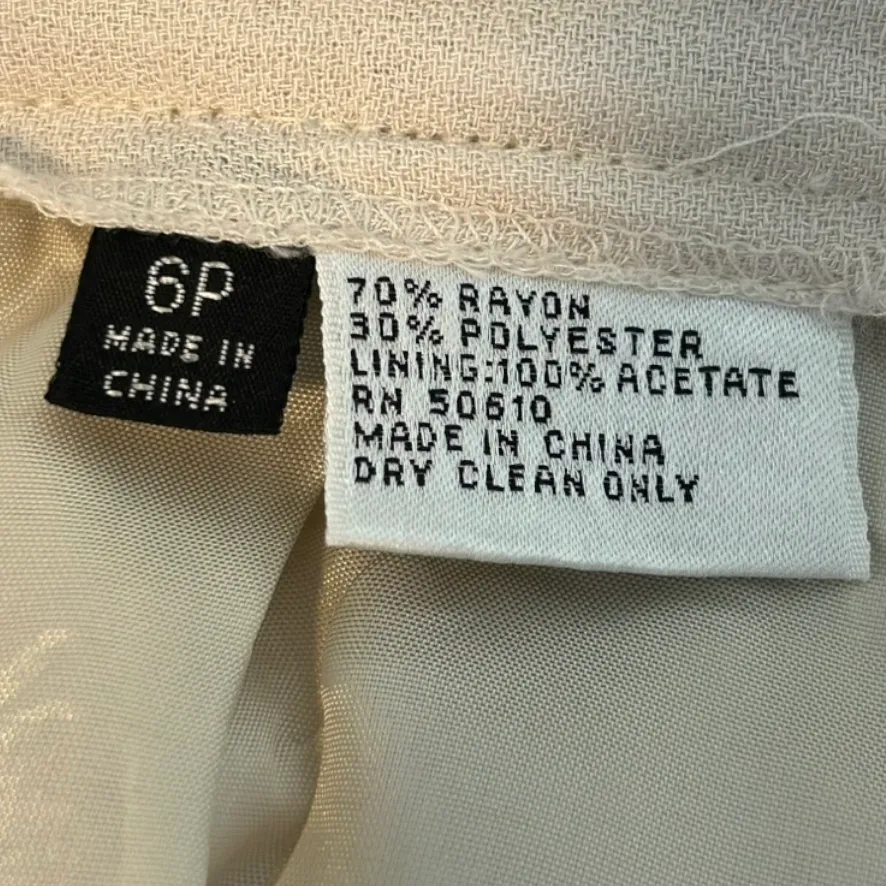 6P
MADE IN
CHINA
70% RAYON
30% POLYESTER
LINING:100% ACETATE
RN 50610
MADE IN CHINA
DRY CLEAN ONLY